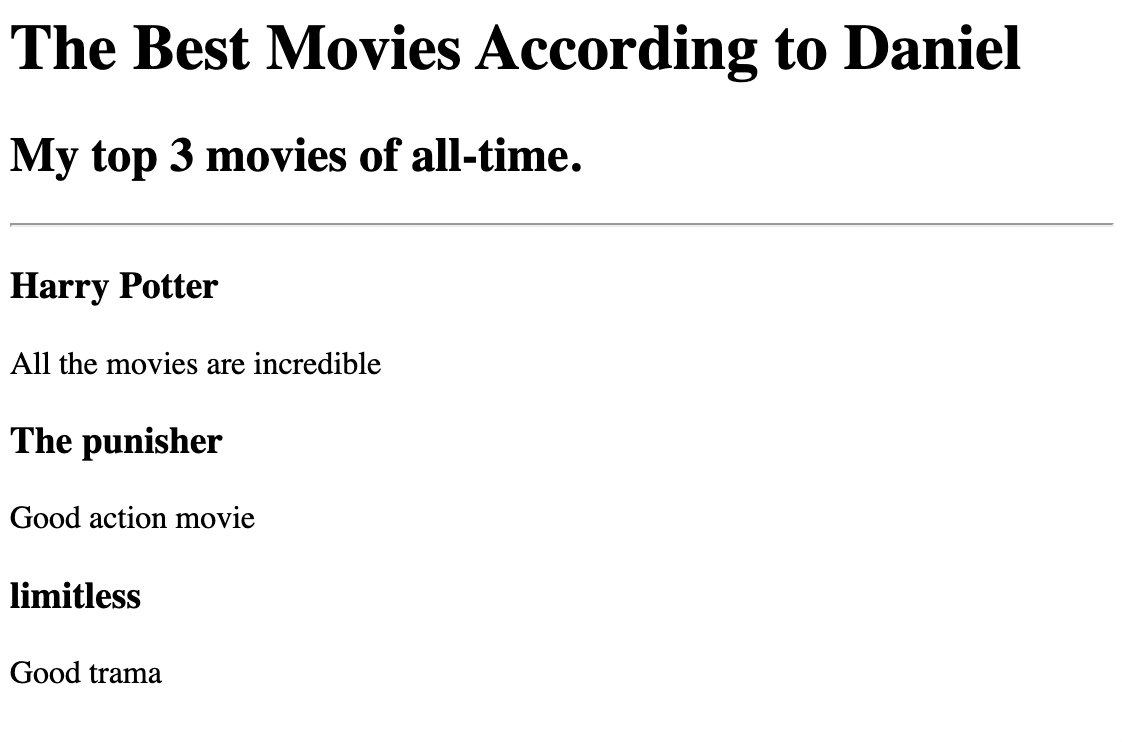 The Best Movies According to Daniel
My top 3 movies of all-time.
Harry Potter
All the movies are incredible
The punisher
Good action movie
limitless
Good trama